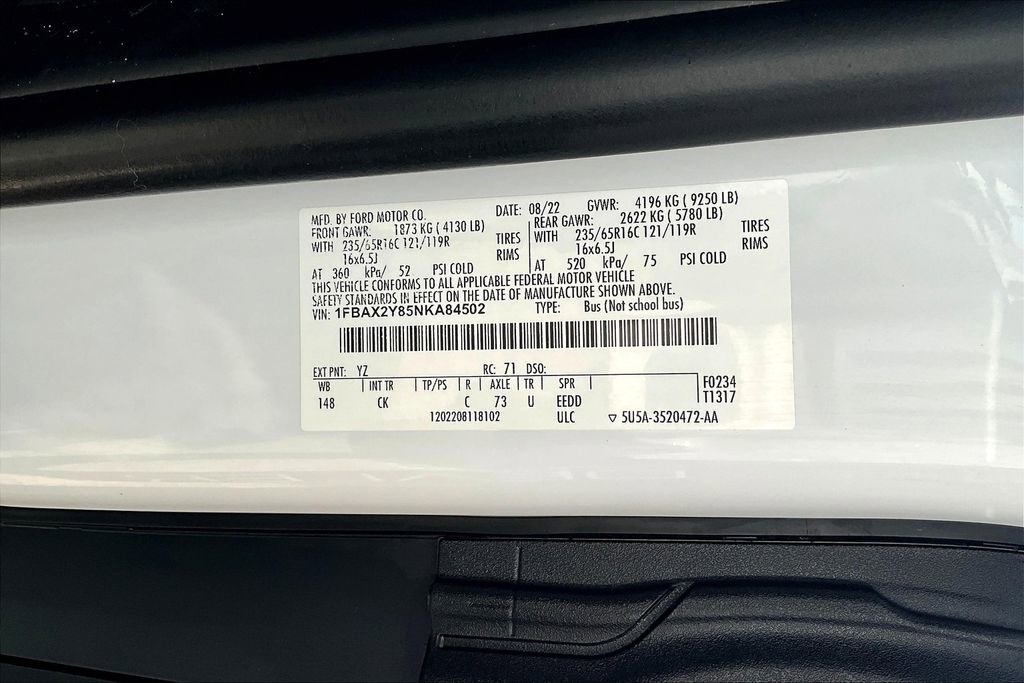 MFD. BY FORD MOTOR CO. DATE: 08/22 GVWR: 4196 KG ( 9250 LB)
FRONT GAWR: 1873 KG ( 4130 LB) REAR GAWR: 2622 KG ( 5780 LB)
WITH 235/65R16C 121/119R TIRES WITH 235/65R16C 121/119R TIRES
16x6.5J RIMS 16x6.5J RIMS
AT 360 kPa/ 52 PSI COLD AT 520 kPa/ 75 PSI COLD
THIS VEHICLE CONFORMS TO ALL APPLICABLE FEDERAL MOTOR VEHICLE
SAFETY STANDARDS IN EFFECT ON THE DATE OF MANUFACTURE SHOWN ABOVE.
VIN: 1FBAX2Y85NKA84502 TYPE: Bus (Not school bus)
EXT PNT: YZ RC: 71 DSO:
WB INT TR TP/PS R AXLE TR SPR F0234
148 CK C 73 U EEDD T1317
1202208118102 ULC ▽ 5U5A-3520472-AA